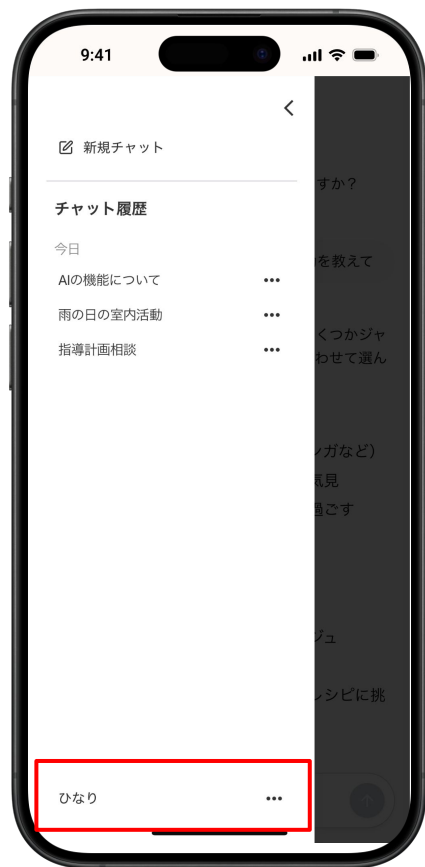 9:41
新規チャット
すか？
チャット履歴
を教えて
今日
AIの機能について
雨の日の室内活動
くつかジャ
指導計画相談
わせて選ん
ンガなど）
気見
過ごす
ジュ
レシピに挑
ひなり